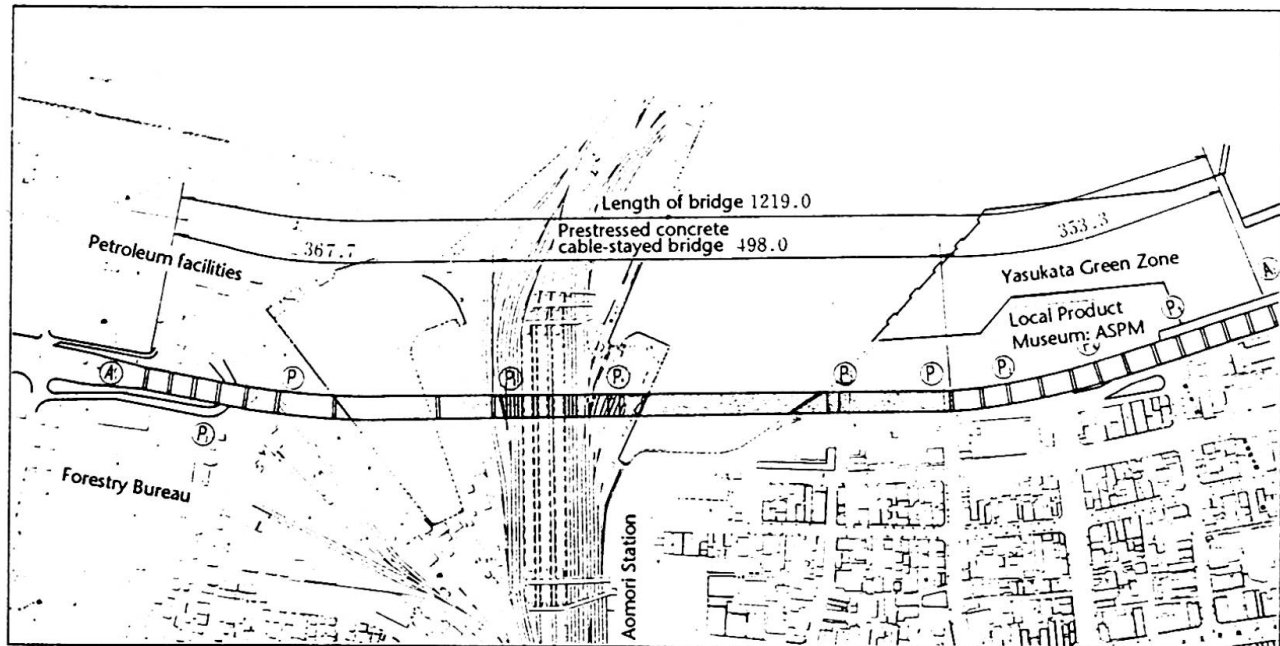 Length of bridge 1219.0
Prestressed concrete
cable-stayed bridge 498.0
367.7
353.3
Petroleum facilities
Yasukata Green Zone
Local Product
Museum: ASPM
A
P
P
P
P
P
P
P
A
P
Forestry Bureau
Aomori Station